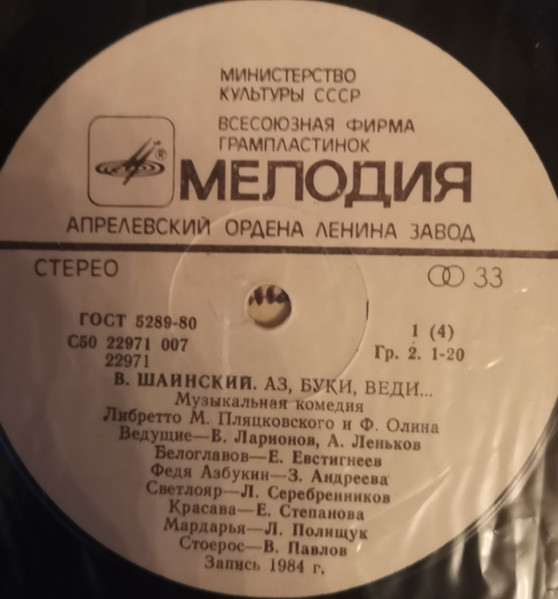 МИНИСТЕРСТВО
КУЛЬТУРЫ СССР
ВСЕСОЮЗНАЯ ФИРМА
ГРАМПЛАСТИНОК
®
МЕЛОДИЯ
АПРЕЛЕВСКИЙ ОРДЕНА ЛЕНИНА ЗАВОД
СТЕРЕО
33
ГОСТ 5289-80
С50 22971 007
22971
1 (4)
Гр. 2. 1-20
В. ШАИНСКИЙ. АЗ, БУКИ, ВЕДИ...
Музыкальная комедия
Либретто М. Пляцковского и Ф. Олина
Ведущие—В. Ларионов, А. Леньков
Белоглавов—Е. Евстигнеев
Федя Азбукин—З. Андреева
Светлояр—Л. Серебренников
Красава—Е. Степанова
Мардарья—Л. Полищук
Стоерос—В. Павлов
Запись 1984 г.